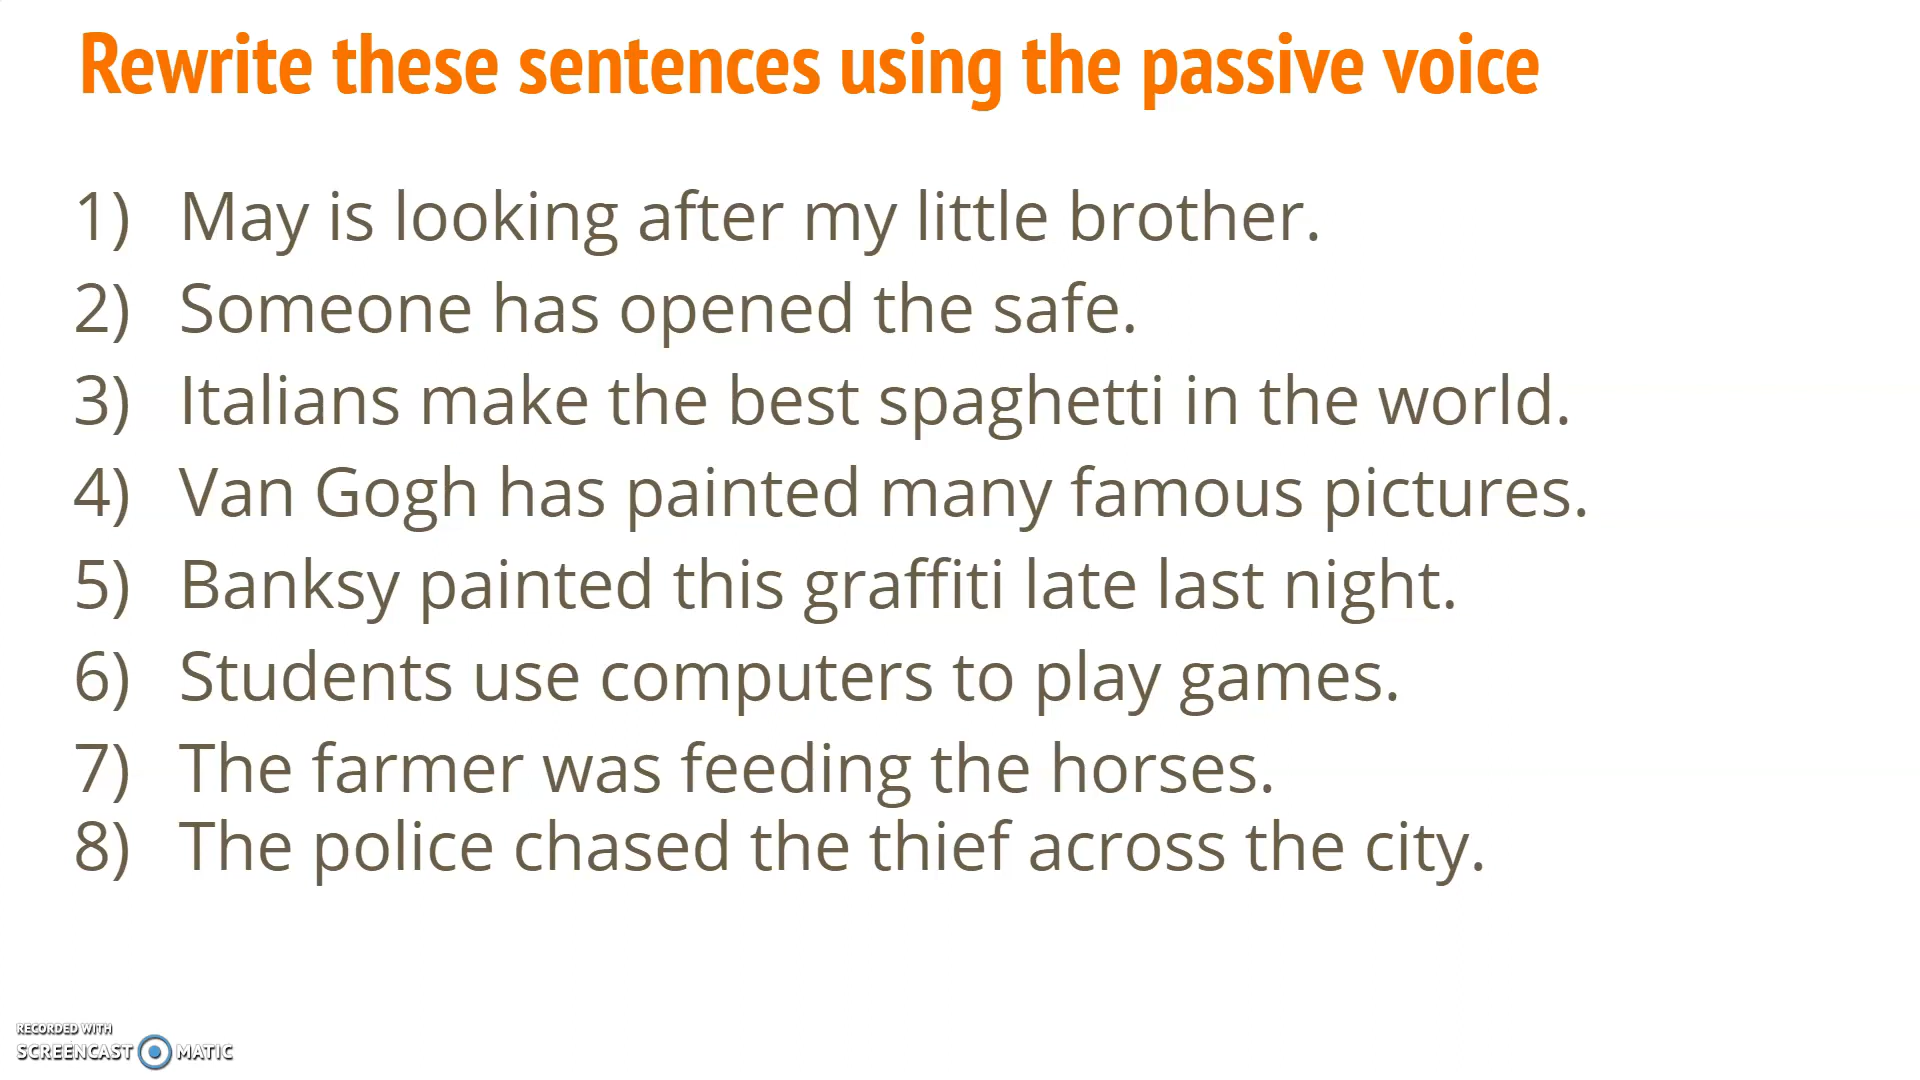 Rewrite these sentences using the passive voice
1) May is looking after my little brother.
2) Someone has opened the safe.
3) Italians make the best spaghetti in the world.
4) Van Gogh has painted many famous pictures.
5) Banksy painted this graffiti late last night.
6) Students use computers to play games.
7) The farmer was feeding the horses.
8) The police chased the thief across the city.
RECORDED WITH
SCREENCAST MATIC